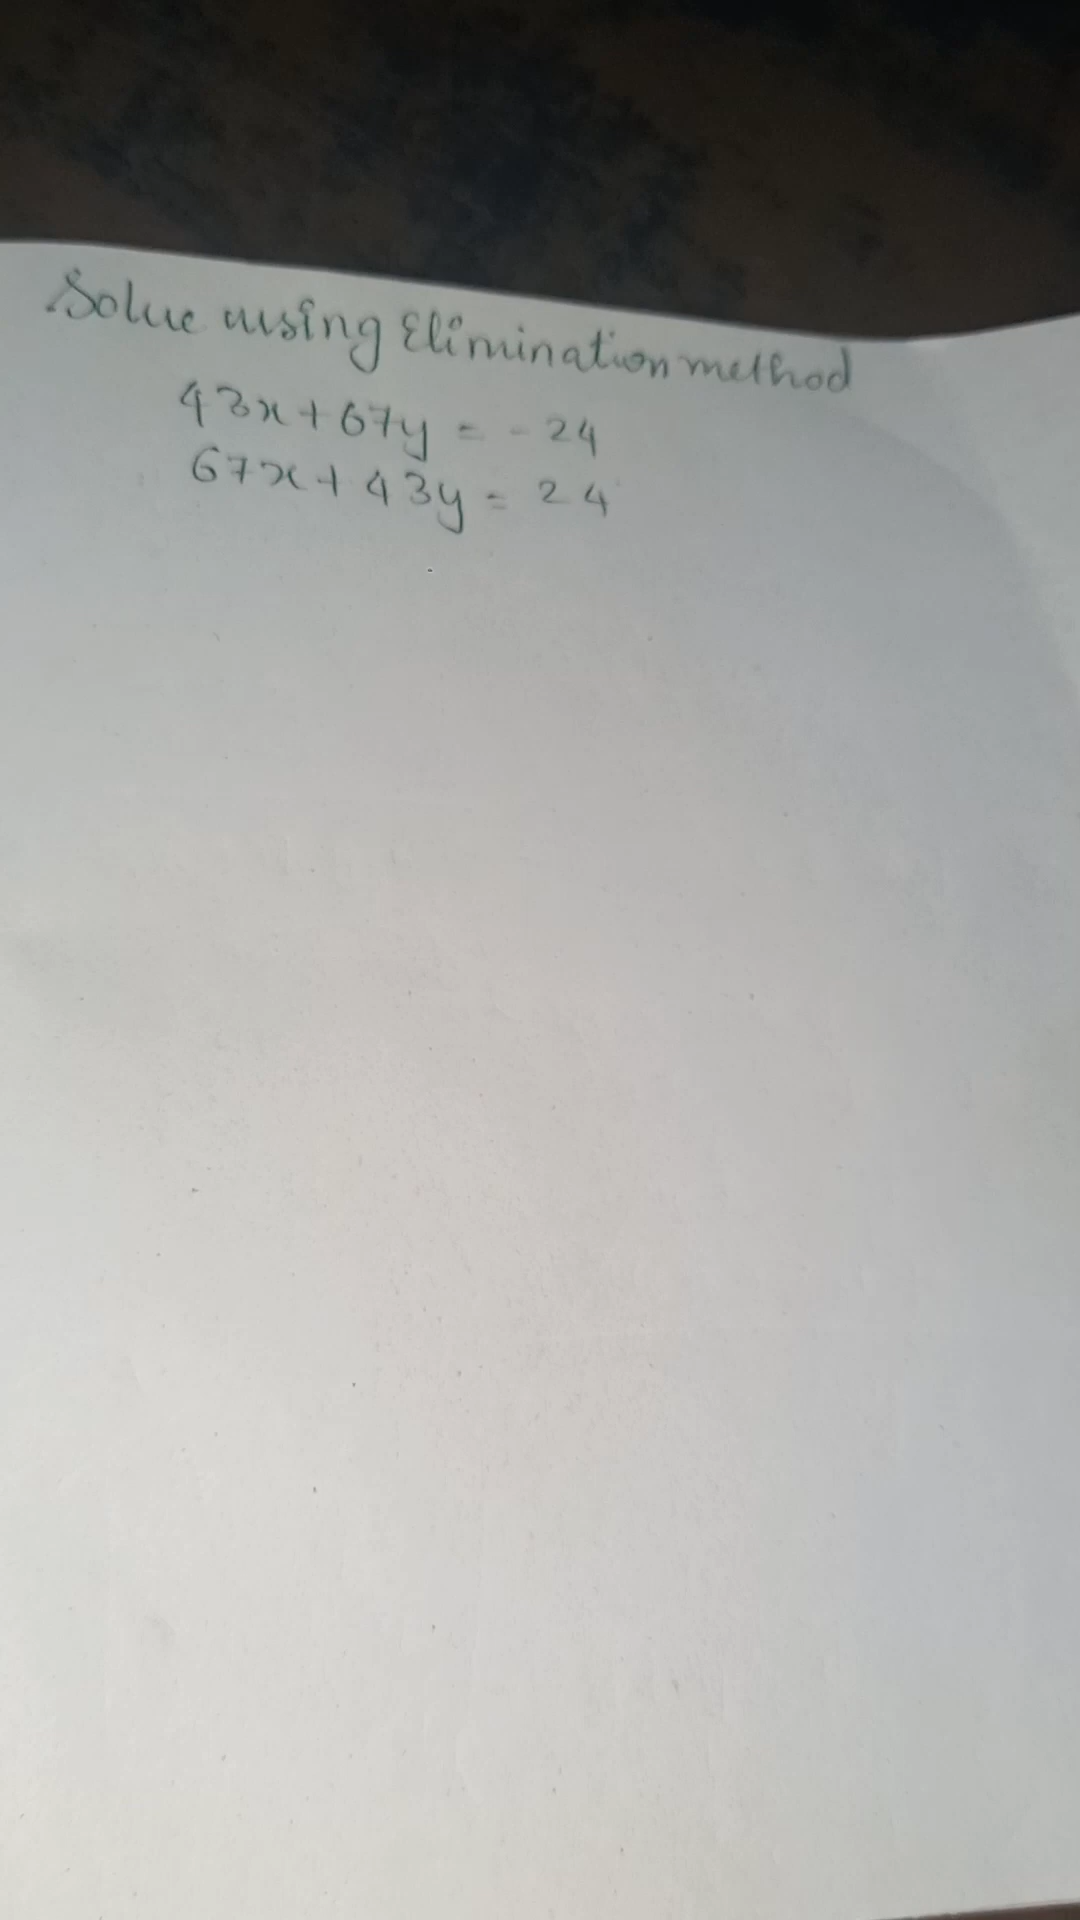 Solve using Elimination method
43x + 67y = - 24
67x + 43y = 24